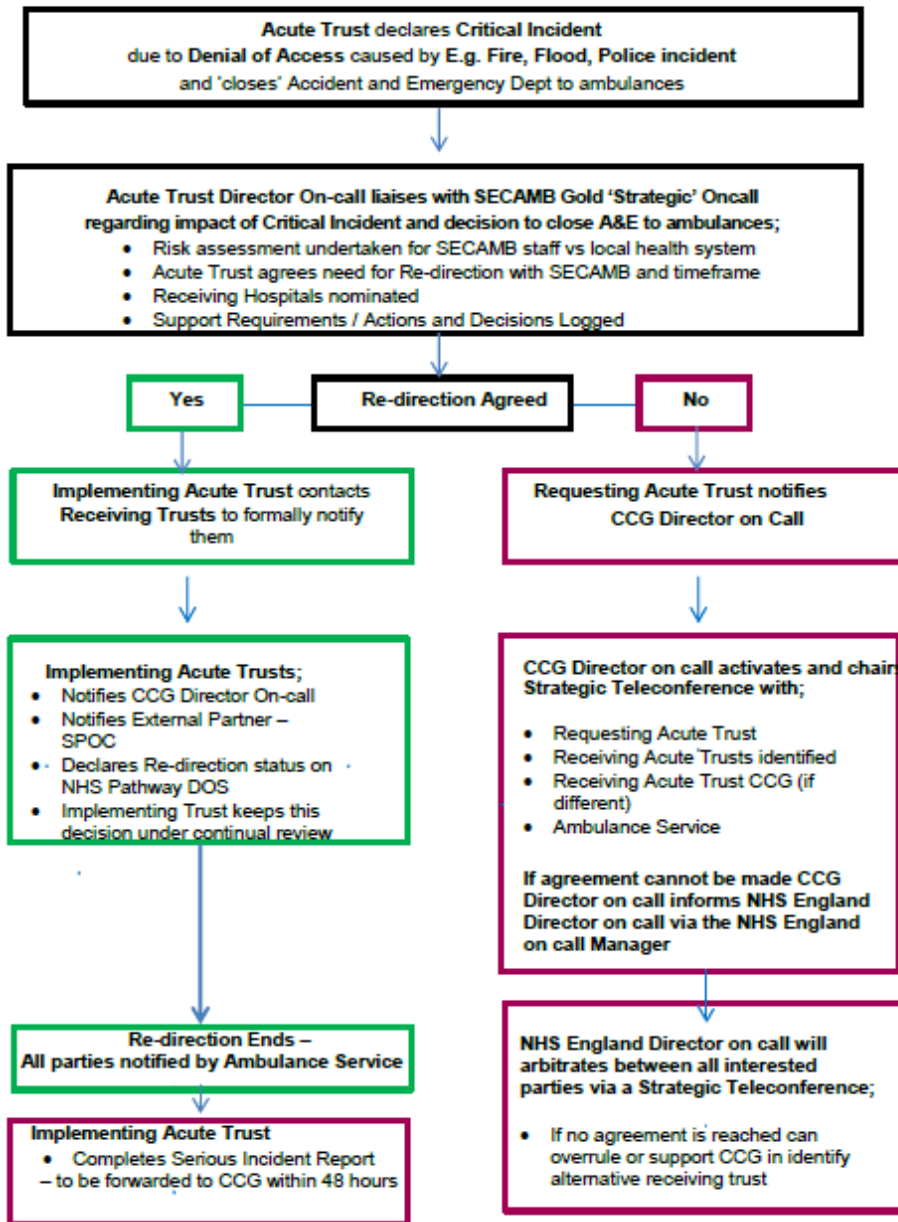 Acute Trust declares Critical Incident
due to Denial of Access caused by E.g. Fire, Flood, Police incident
and 'closes' Accident and Emergency Dept to ambulances
Acute Trust Director On-call liaises with SECAMB Gold 'Strategic' Oncall
regarding impact of Critical Incident and decision to close A&E to ambulances;
• Risk assessment undertaken for SECAMB staff vs local health system
• Acute Trust agrees need for Re-direction with SECAMB and timeframe
• Receiving Hospitals nominated
• Support Requirements / Actions and Decisions Logged
Yes
Re-direction Agreed
No
Implementing Acute Trust contacts
Receiving Trusts to formally notify
them
Implementing Acute Trusts;
• Notifies CCG Director On-call
• Notifies External Partner –
SPOC
• Declares Re-direction status on
NHS Pathway DOS
• Implementing Trust keeps this
decision under continual review
Re-direction Ends –
All parties notified by Ambulance Service
Implementing Acute Trust
• Completes Serious Incident Report
– to be forwarded to CCG within 48 hours
Requesting Acute Trust notifies
CCG Director on Call
CCG Director on call activates and chairs
Strategic Teleconference with;
• Requesting Acute Trust
• Receiving Acute Trusts identified
• Receiving Acute Trust CCG (if
different)
• Ambulance Service
If agreement cannot be made CCG
Director on call informs NHS England
Director on call via the NHS England
on call Manager
NHS England Director on call will
arbitrates between all interested
parties via a Strategic Teleconference;
• If no agreement is reached can
overrule or support CCG in identify
alternative receiving trust